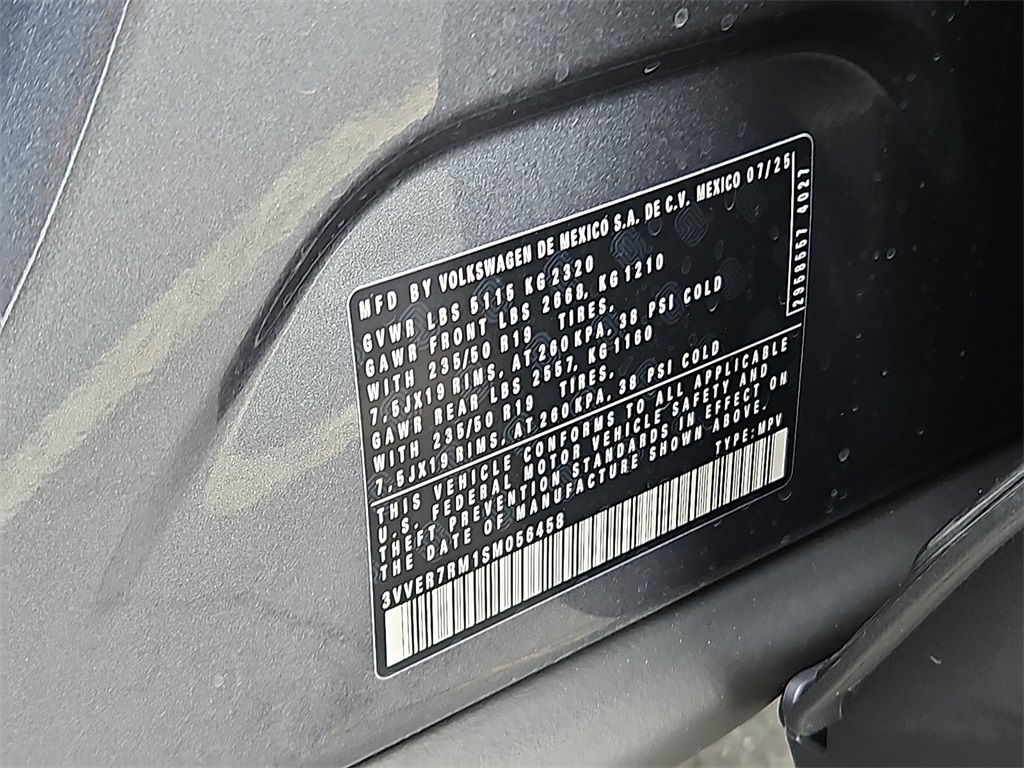 MFD BY VOLKSWAGEN DE MEXICO S.A. DE C.V. MEXICO 07/25
GVWR LBS 5115 KG 2320
GAWR FRONT LBS 2668, KG 1210
WITH 235/50 R19 TIRES,
7,5JX19 RIMS, AT 260KPA, 38 PSI COLD
GAWR REAR LBS 2557, KG 1160
WITH 235/50 R19 TIRES,
7,5JX19 RIMS, AT 260KPA, 38 PSI COLD
THIS VEHICLE CONFORMS TO ALL APPLICABLE
U.S. FEDERAL MOTOR VEHICLE SAFETY AND
THEFT PREVENTION STANDARDS IN EFFECT ON
THE DATE OF MANUFACTURE SHOWN ABOVE.
3VVER7RM1SM056458 TYPE:MPV
2958557 4027